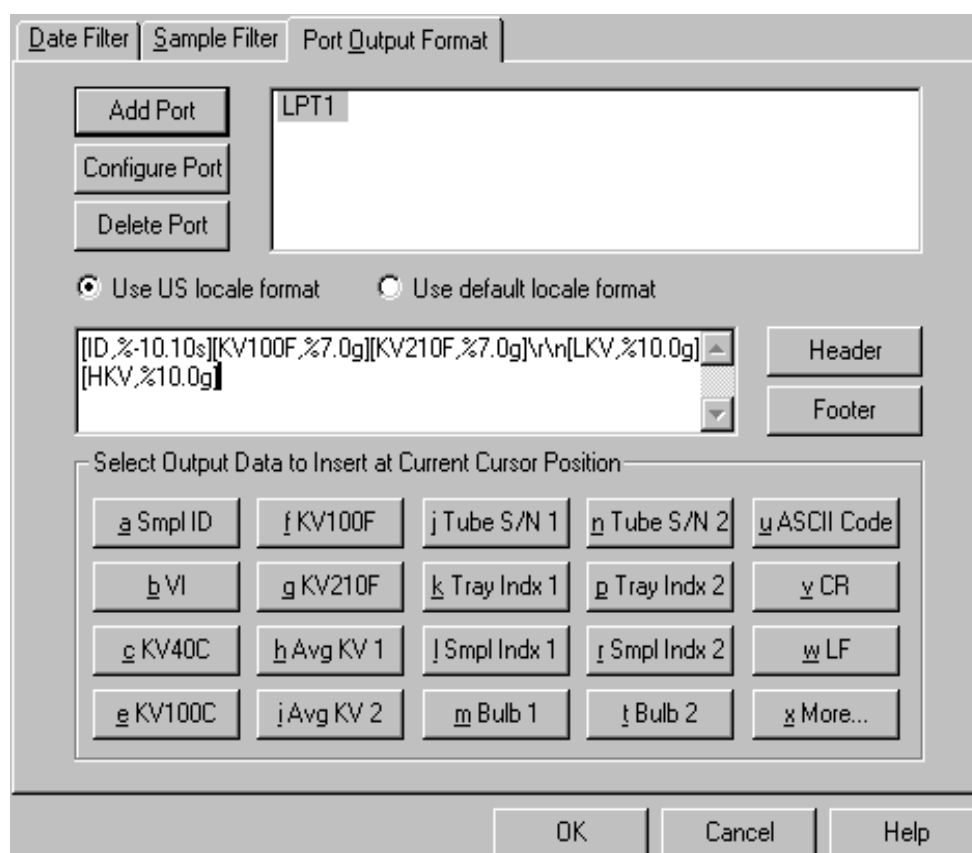 Date Filter Sample Filter Port Output Format
Add Port LPT1
Configure Port
Delete Port
Use US locale format Use default locale format
[ID,%-10.10s][KV100F,%7.0g][KV210F,%7.0g]\r\n[LKV,%10.0g]
[HKV,%10.0g]
Header
Footer
Select Output Data to Insert at Current Cursor Position
a Smpl ID f KV100F j Tube S/N 1 n Tube S/N 2 u ASCII Code
b VI g KV210F k Tray Indx 1 p Tray Indx 2 v CR
c KV40C h Avg KV 1 l Smpl Indx 1 r Smpl Indx 2 w LF
e KV100C i Avg KV 2 m Bulb 1 t Bulb 2 x More...
OK Cancel Help